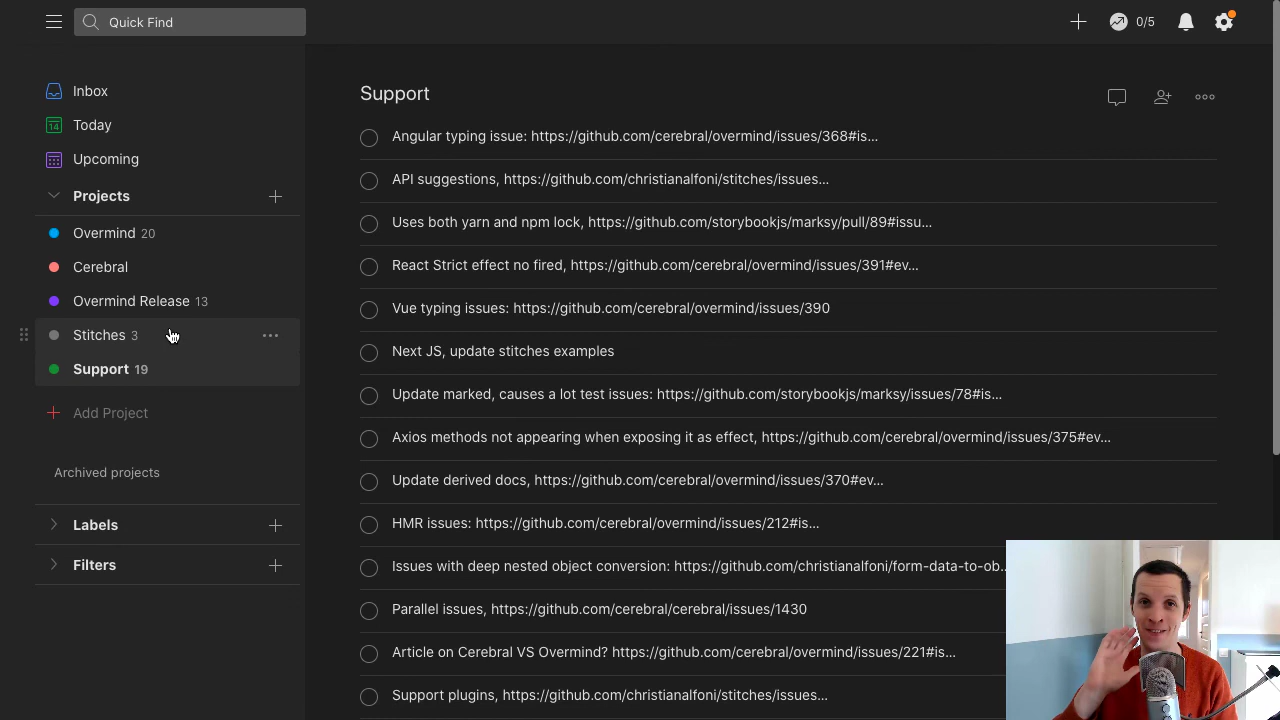 Quick Find
0/5
Inbox
14
Today
Upcoming
Projects
Overmind 20
Cerebral
Overmind Release 13
Stitches 3
Support 19
Add Project
Archived projects
Labels
Filters
Support
Angular typing issue: https://github.com/cerebral/overmind/issues/368#is...
API suggestions, https://github.com/christianalfoni/stitches/issues...
Uses both yarn and npm lock, https://github.com/storybookjs/marksy/pull/89#issu...
React Strict effect no fired, https://github.com/cerebral/overmind/issues/391#ev...
Vue typing issues: https://github.com/cerebral/overmind/issues/390
Next JS, update stitches examples
Update marked, causes a lot test issues: https://github.com/storybookjs/marksy/issues/78#is...
Axios methods not appearing when exposing it as effect, https://github.com/cerebral/overmind/issues/375#ev...
Update derived docs, https://github.com/cerebral/overmind/issues/370#ev...
HMR issues: https://github.com/cerebral/overmind/issues/212#is...
Issues with deep nested object conversion: https://github.com/christianalfoni/form-data-to-ob..
Parallel issues, https://github.com/cerebral/cerebral/issues/1430
Article on Cerebral VS Overmind? https://github.com/cerebral/overmind/issues/221#is...
Support plugins, https://github.com/christianalfoni/stitches/issues...